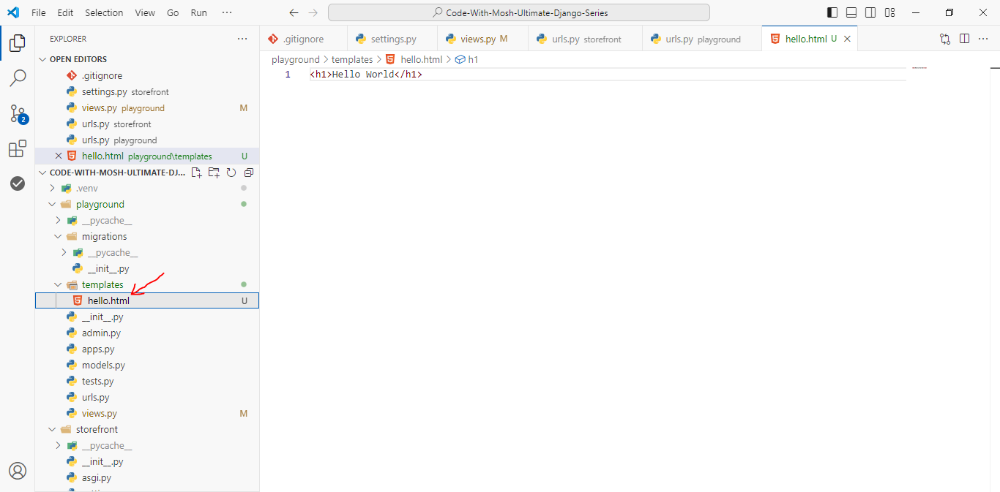 File Edit Selection View Go Run ···
Code-With-Mosh-Ultimate-Django-Series
EXPLORER
.gitignore
settings.py
views.py M
urls.py storefront
urls.py playground
hello.html U
OPEN EDITORS
.gitignore
settings.py storefront
views.py playground M
urls.py storefront
urls.py playground
hello.html playground\templates U
playground > templates > hello.html > h1
1 <h1>Hello World</h1>
2
CODE-WITH-MOSH-ULTIMATE-DJ...
.venv
playground
__pycache__
migrations
__pycache__
__init__.py
templates
hello.html U
__init__.py
admin.py
apps.py
models.py
tests.py
urls.py
views.py M
storefront
__pycache__
__init__.py
asgi.py